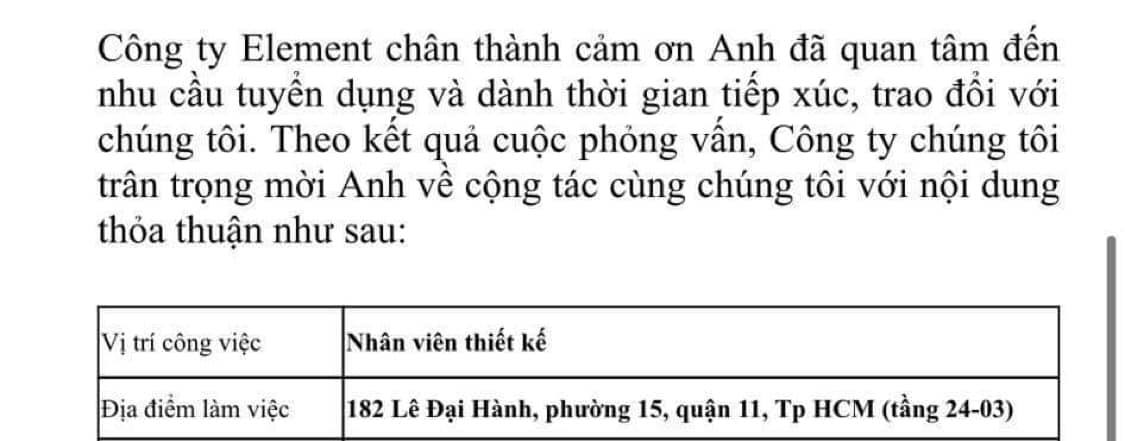 Công ty Element chân thành cảm ơn Anh đã quan tâm đến
nhu cầu tuyển dụng và dành thời gian tiếp xúc, trao đổi với
chúng tôi. Theo kết quả cuộc phỏng vấn, Công ty chúng tôi
trân trọng mời Anh về cộng tác cùng chúng tôi với nội dung
thỏa thuận như sau:
Vị trí công việc Nhân viên thiết kế
Địa điểm làm việc 182 Lê Đại Hành, phường 15, quận 11, Tp HCM (tầng 24-03)